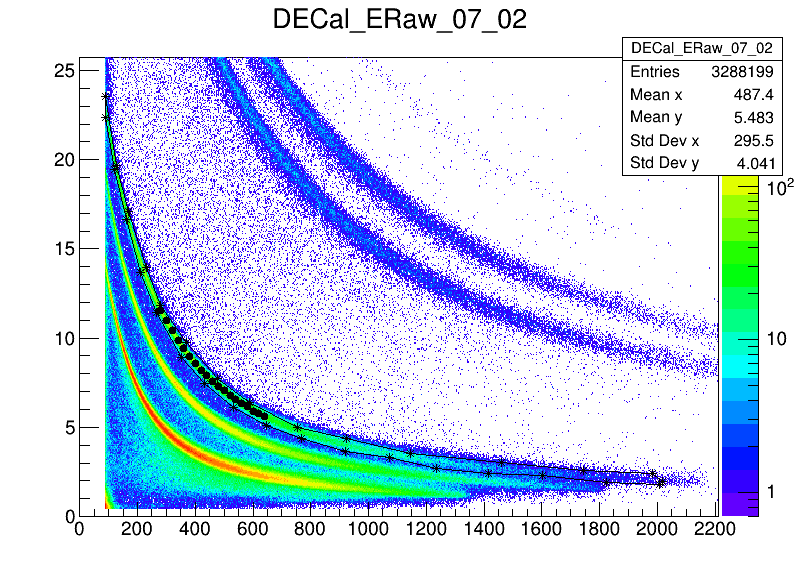 DECal_ERaw_07_02
DECal_ERaw_07_02
Entries 3288199
Mean x 487.4
Mean y 5.483
Std Dev x 295.5
Std Dev y 4.041
25
20
15
10
5
0
0 200 400 600 800 1000 1200 1400 1600 1800 2000 2200
10²
10
1